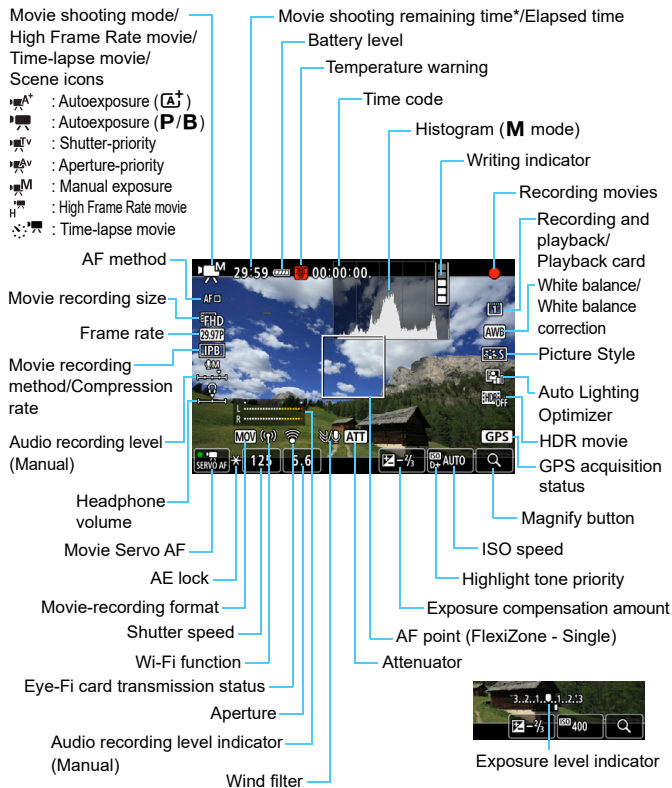 Movie shooting mode/
High Frame Rate movie/
Time-lapse movie/
Scene icons
A+ : Autoexposure (A+)
: Autoexposure (P/B)
Tv : Shutter-priority
Av : Aperture-priority
M : Manual exposure
H : High Frame Rate movie
: Time-lapse movie
Movie shooting remaining time*/Elapsed time
Battery level
Temperature warning
Time code
Histogram (M mode)
Writing indicator
Recording movies
Recording and
playback/
Playback card
White balance/
White balance
correction
Picture Style
Auto Lighting
Optimizer
HDR movie
GPS acquisition
status
Magnify button
ISO speed
Highlight tone priority
Exposure compensation amount
AF point (FlexiZone - Single)
Attenuator
AF method
Movie recording size
Frame rate
Movie recording
method/Compression
rate
Audio recording level
(Manual)
Headphone
volume
Movie Servo AF
AE lock
Movie-recording format
Shutter speed
Wi-Fi function
Eye-Fi card transmission status
Aperture
Audio recording level indicator
(Manual)
Wind filter
M 29:59 00:00:00.
AF
FHD
29.97P
IPB
M
L
R
1
AWB
S
HDR OFF
GPS
MOV ATT
SERVO AF 125 5.6 -2/3 ISO D+ AUTO
3..2..1..1..2..3
-2/3 ISO 400
Exposure level indicator